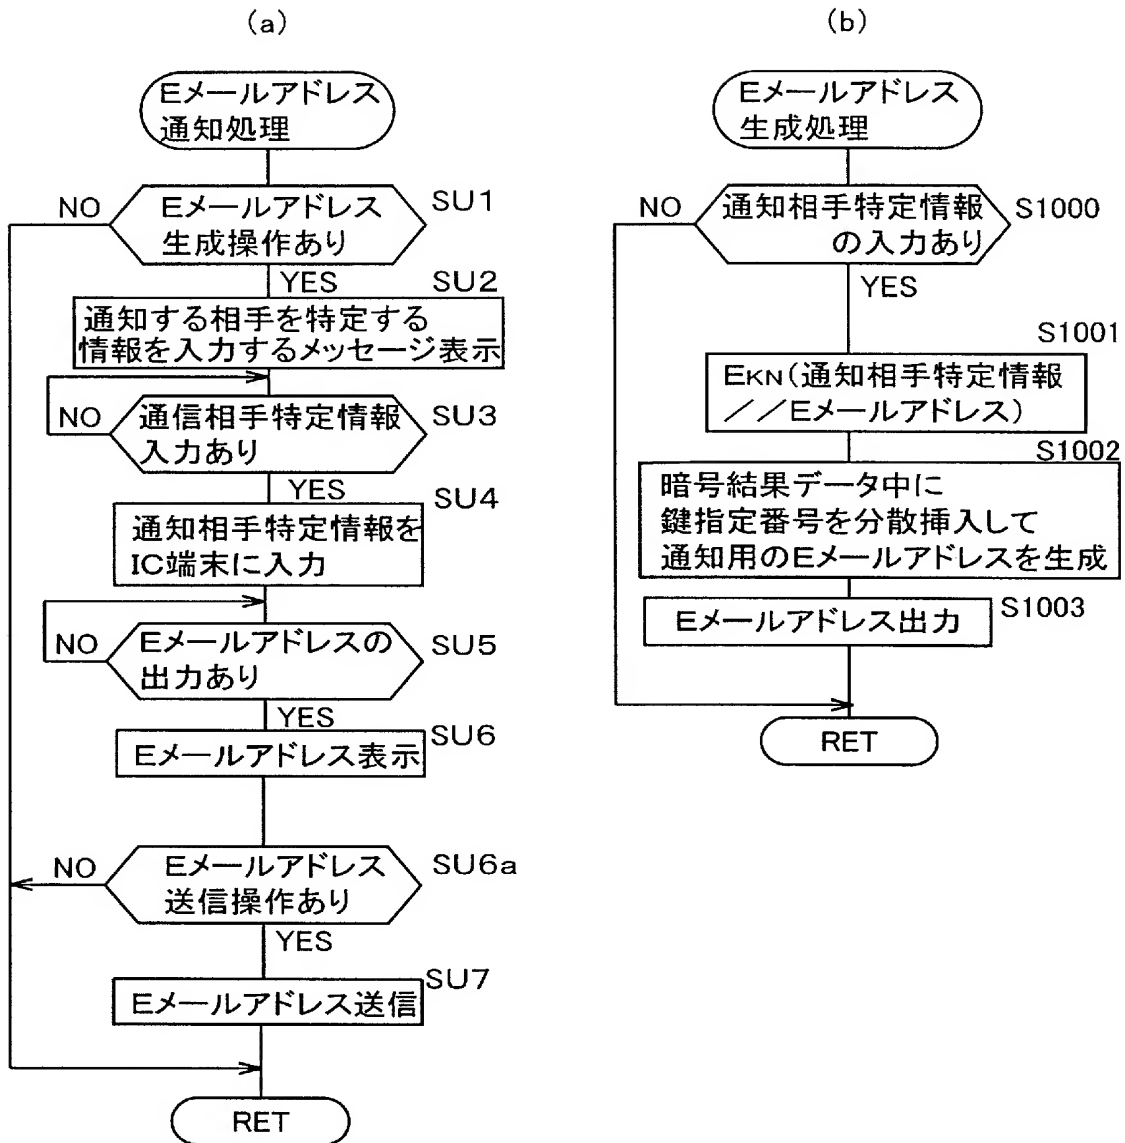 (a)
Eメールアドレス
通知処理
NO
Eメールアドレス
生成操作あり
SU1
YES
SU2
通知する相手を特定する
情報を入力するメッセージ表示
NO
通信相手特定情報
入力あり
SU3
YES
SU4
通知相手特定情報を
IC端末に入力
NO
Eメールアドレスの
出力あり
SU5
YES
SU6
Eメールアドレス表示
NO
Eメールアドレス
送信操作あり
SU6a
YES
SU7
Eメールアドレス送信
RET
(b)
Eメールアドレス
生成処理
NO
通知相手特定情報
の入力あり
S1000
YES
S1001
EKN(通知相手特定情報
//Eメールアドレス)
S1002
暗号結果データ中に
鍵指定番号を分散挿入して
通知用のEメールアドレスを生成
S1003
Eメールアドレス出力
RET